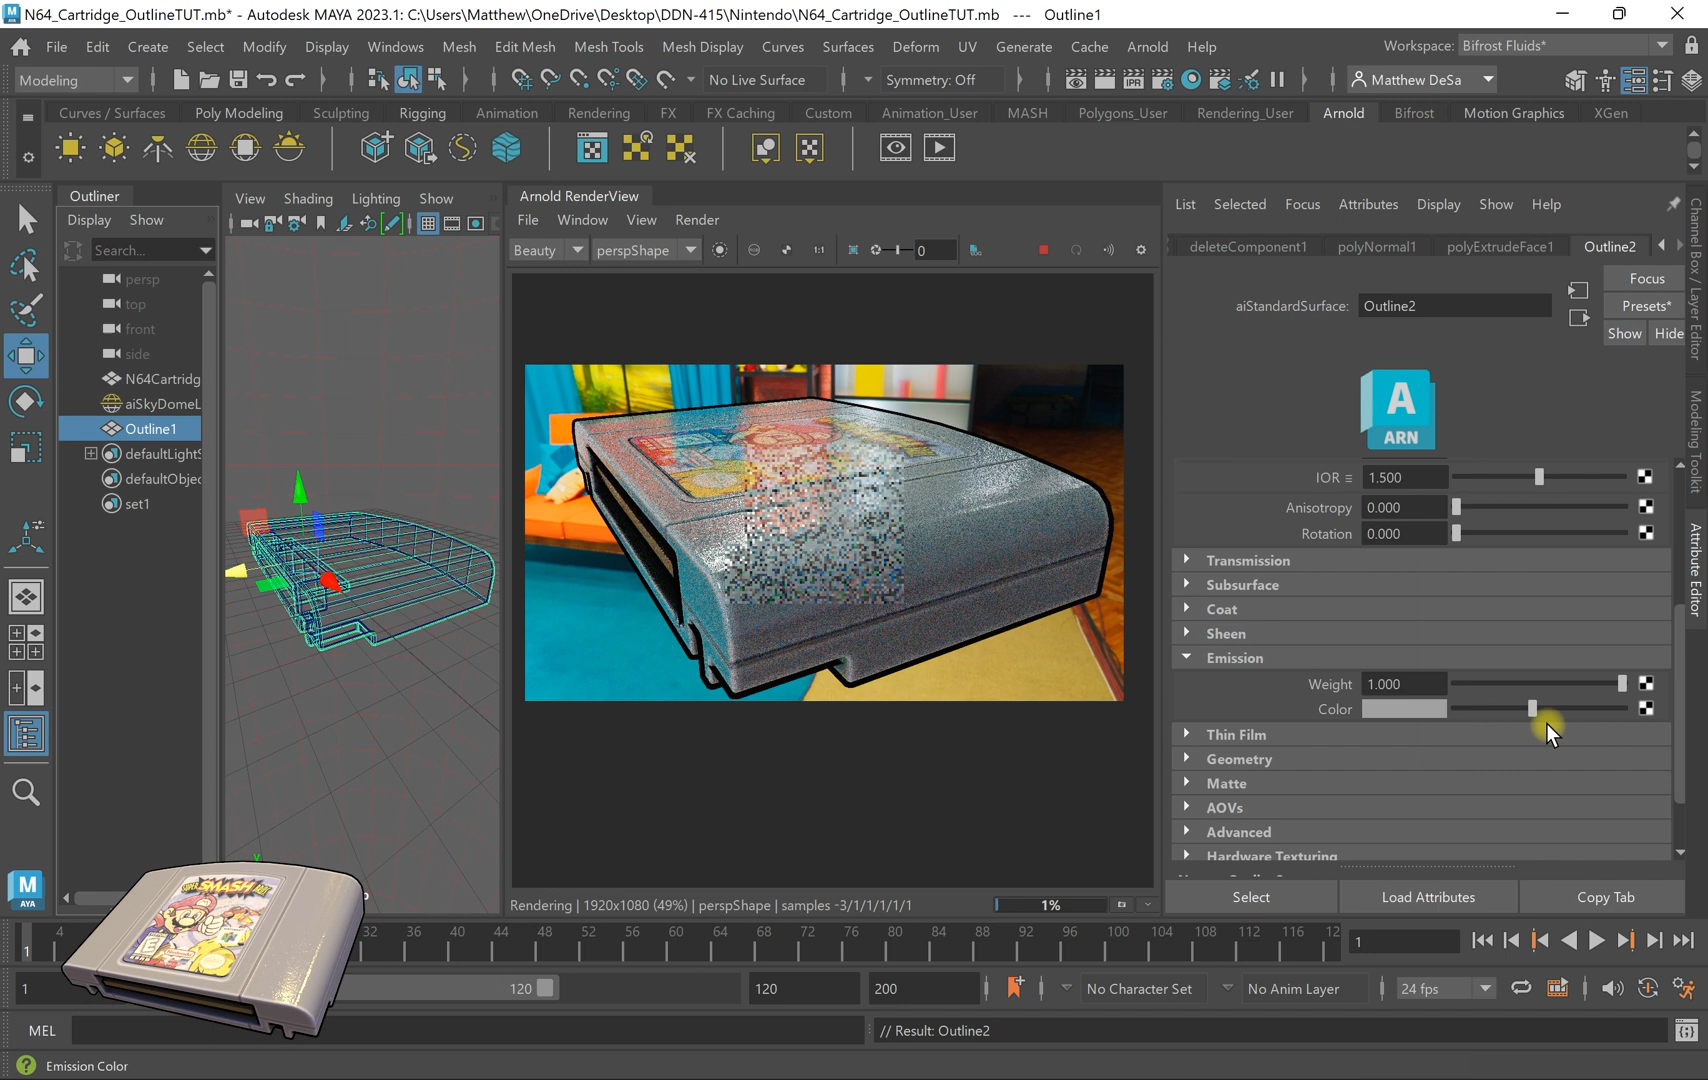 N64_Cartridge_OutlineTUT.mb* - Autodesk MAYA 2023.1: C:\Users\Matthew\OneDrive\Desktop\DDN-415\Nintendo\N64_Cartridge_OutlineTUT.mb --- Outline1
File Edit Create Select Modify Display Windows Mesh Edit Mesh Mesh Tools Mesh Display Curves Surfaces Deform UV Generate Cache Arnold Help Workspace: Bifrost Fluids*
Modeling No Live Surface Symmetry: Off IPR Matthew DeSa
Curves / Surfaces Poly Modeling Sculpting Rigging Animation Rendering FX FX Caching Custom Animation_User MASH Polygons_User Rendering_User Arnold Bifrost Motion Graphics XGen
Outliner
Display Show
Search...
persp
top
front
side
N64Cartridg
aiSkyDomeL
Outline1
defaultLightS
defaultObjec
set1
View Shading Lighting Show
Arnold RenderView
File Window View Render
Beauty perspShape 1:1 0
Rendering | 1920x1080 (49%) | perspShape | samples -3/1/1/1/1/1 1%
List Selected Focus Attributes Display Show Help
deleteComponent1 polyNormal1 polyExtrudeFace1 Outline2
Focus
aiStandardSurface: Outline2 Presets*
Show Hide
A
ARN
IOR 1.500
Anisotropy 0.000
Rotation 0.000
Transmission
Subsurface
Coat
Sheen
Emission
Weight 1.000
Color
Thin Film
Geometry
Matte
AOVs
Advanced
Hardware Texturing
Select Load Attributes Copy Tab
Channel Box / Layer Editor
Modeling Toolkit
Attribute Editor
M
AYA
SUPER SMASH BROS
Nintendo
4 32 36 40 44 48 52 56 60 64 68 72 76 80 84 88 92 96 100 104 108 112 116 12
1 1
1 120 120 200 No Character Set No Anim Layer 24 fps
MEL // Result: Outline2
Emission Color